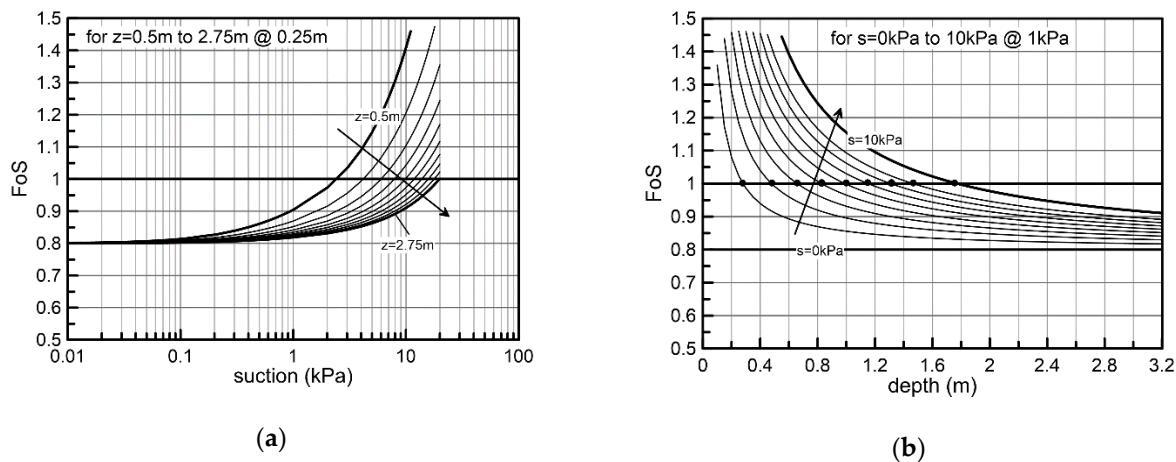 for z=0.5m to 2.75m @ 0.25m
1.5
1.4
1.3
1.2
1.1
1
0.9
0.8
0.7
0.6
0.5
FoS
z=0.5m
z=2.75m
0.01 0.1 1 10 100
suction (kPa)
(a)
for s=0kPa to 10kPa @ 1kPa
1.5
1.4
1.3
1.2
1.1
1
0.9
0.8
0.7
0.6
0.5
FoS
s=10kPa
s=0kPa
0 0.4 0.8 1.2 1.6 2 2.4 2.8 3.2
depth (m)
(b)